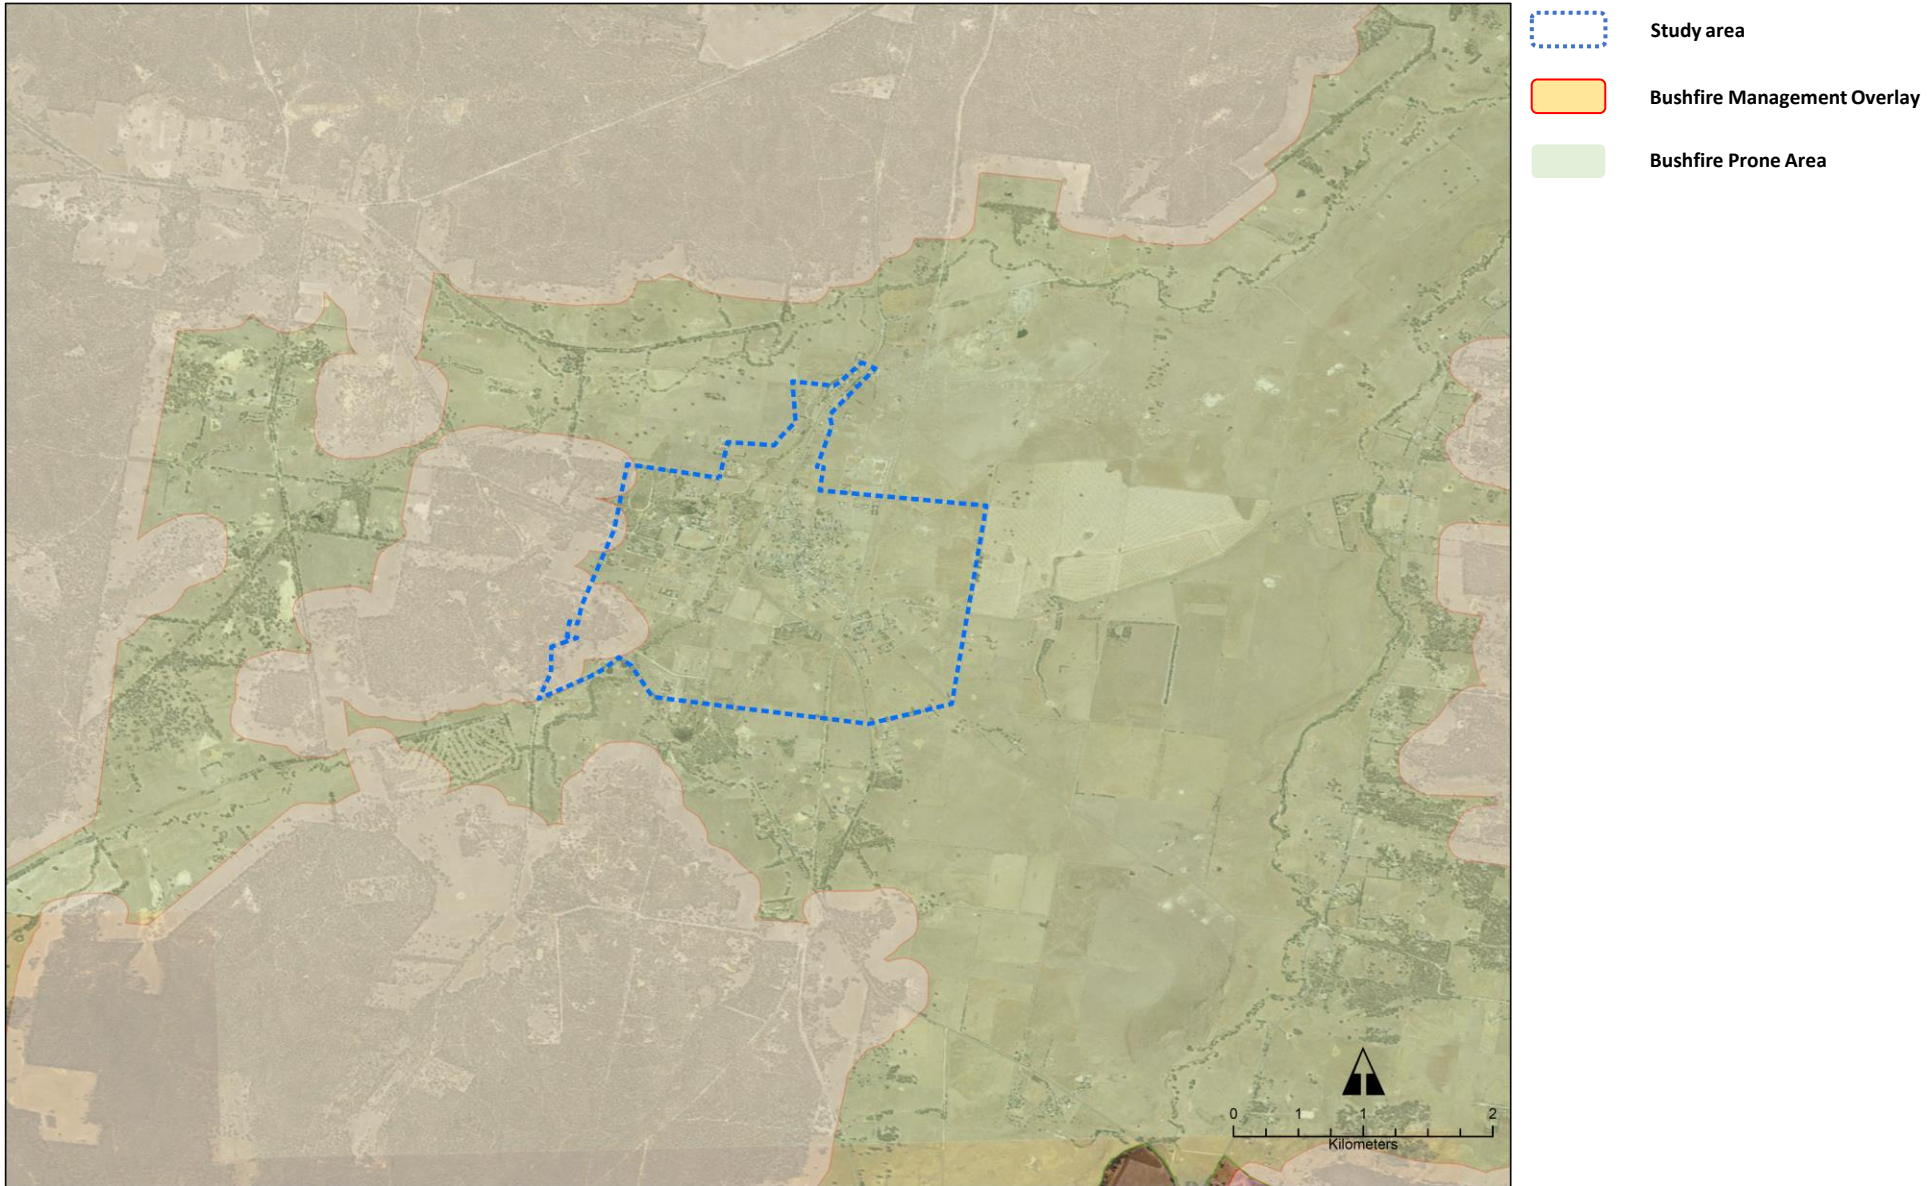 Study area
Bushfire Management Overlay
Bushfire Prone Area
0 1 1 2
Kilometers